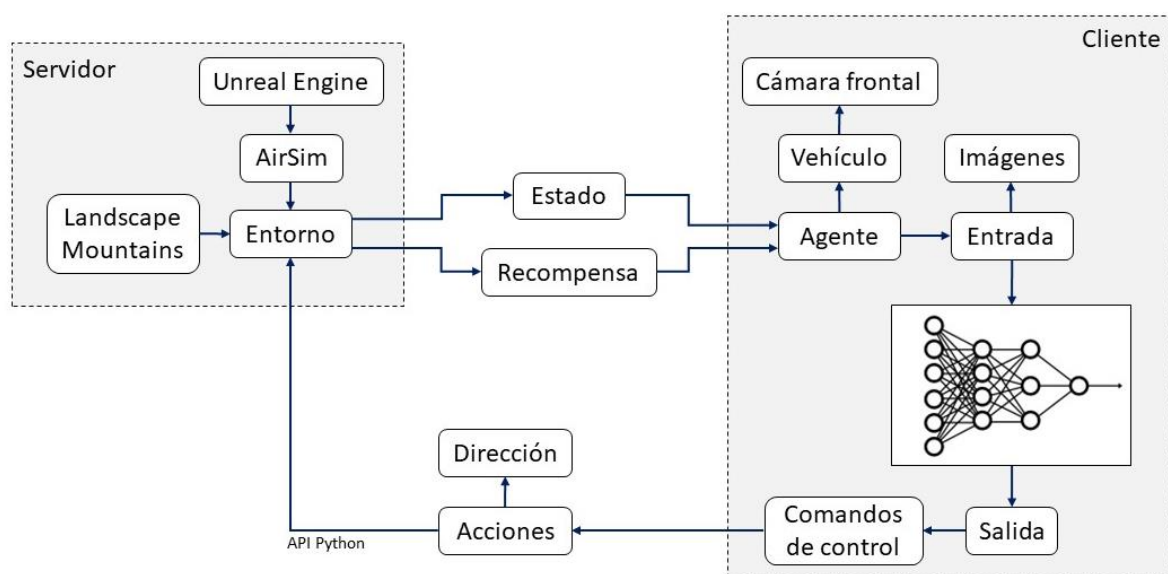 Servidor
Unreal Engine
AirSim
Landscape
Mountains
Entorno
Estado
Recompensa
Cliente
Cámara frontal
Vehículo
Imágenes
Agente
Entrada
Dirección
Acciones
API Python
Comandos
de control
Salida